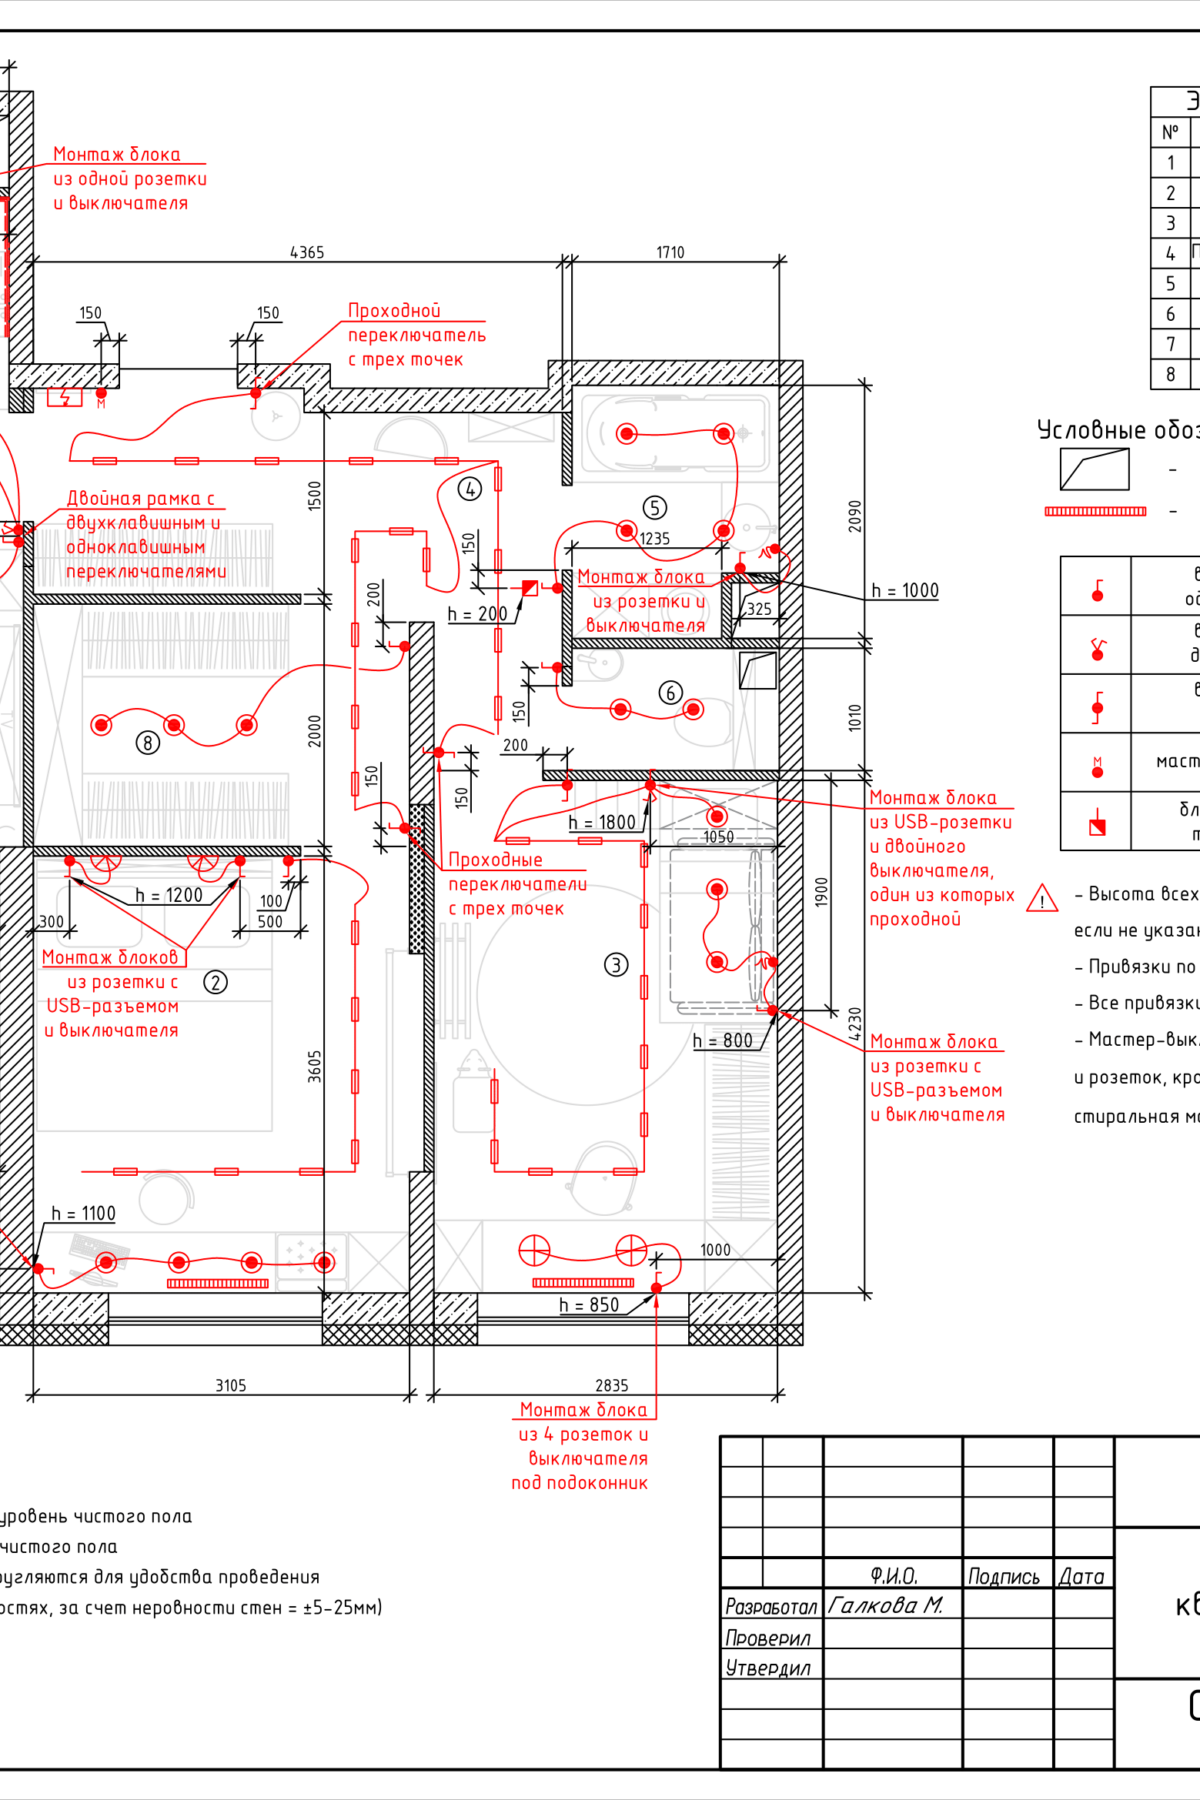 Монтаж блока
из одной розетки
и выключателя
4365
1710
150
150
Проходной
переключатель
с трех точек
M
Двойная рамка с
двухклавишным и
одноклавишным
переключателями
1500
4
5
1235
2090
150
200
h = 200
Монтаж блока
из розетки и
выключателя
325
h = 1000
6
150
1010
8
2000
200
150
150
h = 1800
1050
Монтаж блока
из USB-розетки
и двойного
выключателя,
один из которых
проходной
Проходные
переключатели
с трех точек
h = 1200
100
300
500
Монтаж блоков
из розетки с
USB-разъемом
и выключателя
2
3
1900
4230
h = 800
Монтаж блока
из розетки с
USB-разъемом
и выключателя
3605
h = 1100
1000
h = 850
3105
2835
Монтаж блока
из 4 розеток и
выключателя
под подоконник
№
1
2
3
4
5
6
7
8
Условные обоз
-
-
M
маст
бл
т
!
- Высота всех
если не указан
- Привязки по
- Все привязки
- Мастер-выкл
и розеток, кро
стиральная ма
уровень чистого пола
чистого пола
ругляются для удобства проведения
остях, за счет неровности стен = ±5-25мм)
Ф.И.О.
Подпись
Дата
Разработал
Галкова М.
Проверил
Утвердил
кв